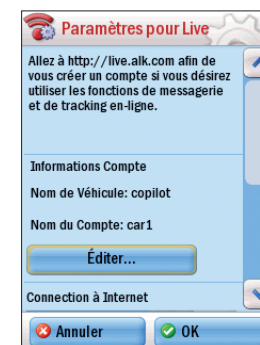 Paramètres pour Live
Allez à http://live.alk.com afin de
vous créer un compte si vous désirez
utiliser les fonctions de messagerie
et de tracking en-ligne.
Informations Compte
Nom de Véhicule: copilot
Nom du Compte: car1
Éditer...
Connection à Internet
Annuler
OK